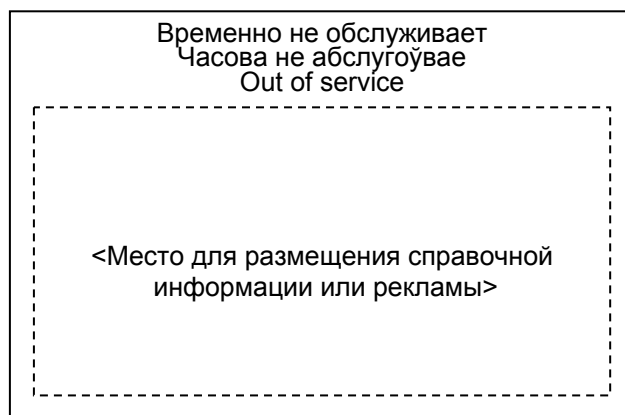 Временно не обслуживает
Часова не абслугоўвае
Out of service
<Место для размещения справочной
информации или рекламы>